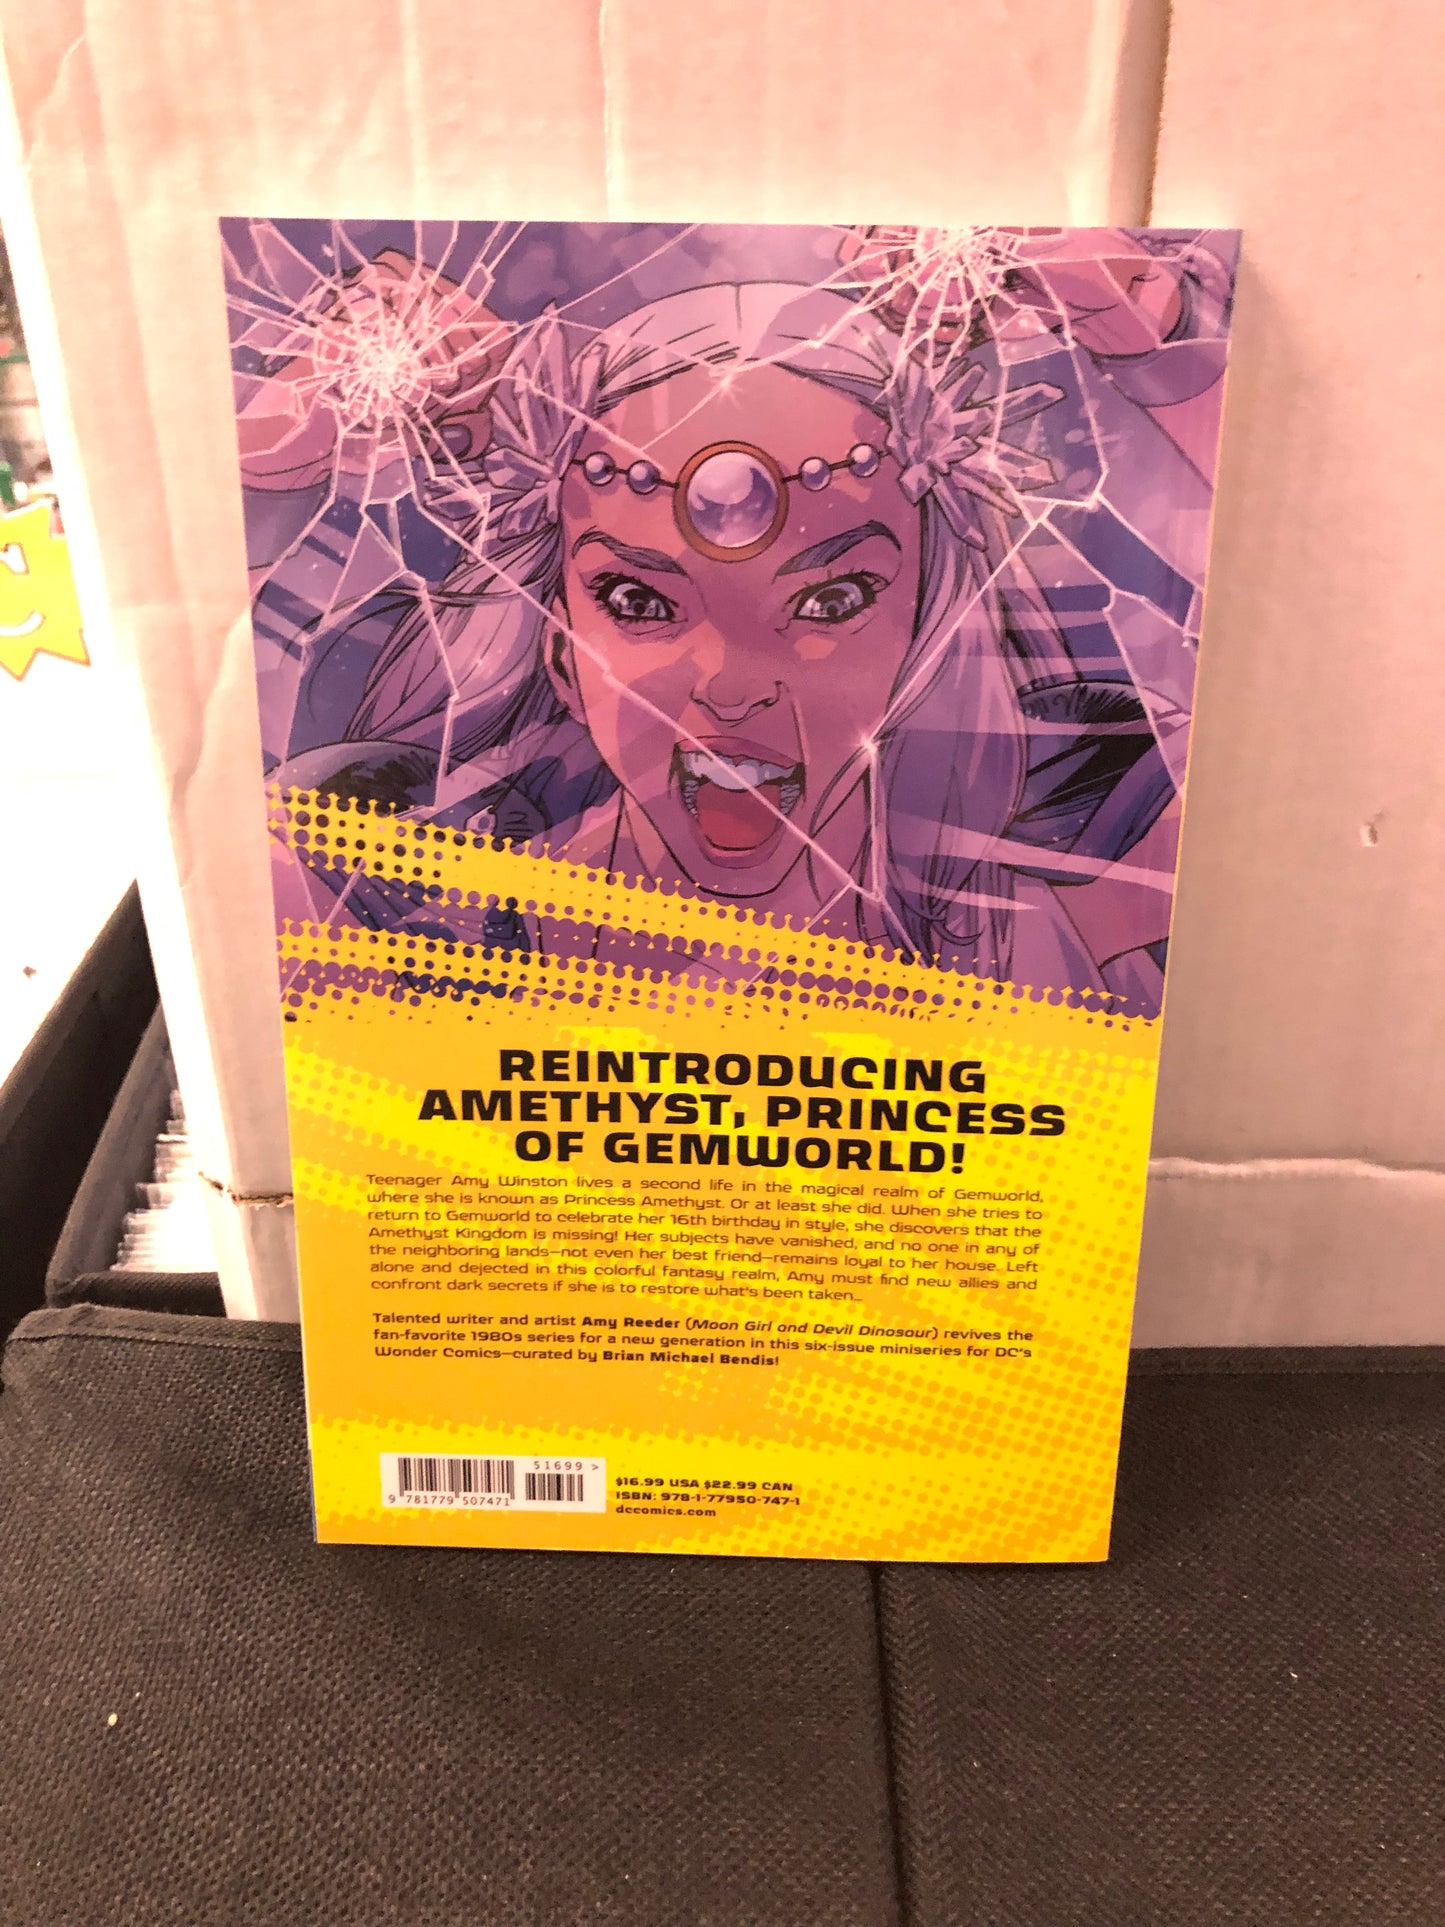 REINTRODUCING
AMETHYST, PRINCESS
OF GEMWORLD!
Teenager Amy Winston lives a second life in the magical realm of Gemworld,
where she is known as Princess Amethyst. Or at least she did. When she tries to
return to Gemworld to celebrate her 16th birthday in style, she discovers that the
Amethyst Kingdom is missing! Her subjects have vanished, and no one in any of
the neighboring lands—not even her best friend—remains loyal to her house. Left
alone and dejected in this colorful fantasy realm, Amy must find new allies and
confront dark secrets if she is to restore what's been taken...
Talented writer and artist Amy Reeder (Moon Girl and Devil Dinosaur) revives the
fan-favorite 1980s series for a new generation in this six-issue miniseries for DC's
Wonder Comics—curated by Brian Michael Bendis!
51699 >
9 781779 507471
$16.99 USA $22.99 CAN
ISBN: 978-1-77950-747-1
dccomics.com